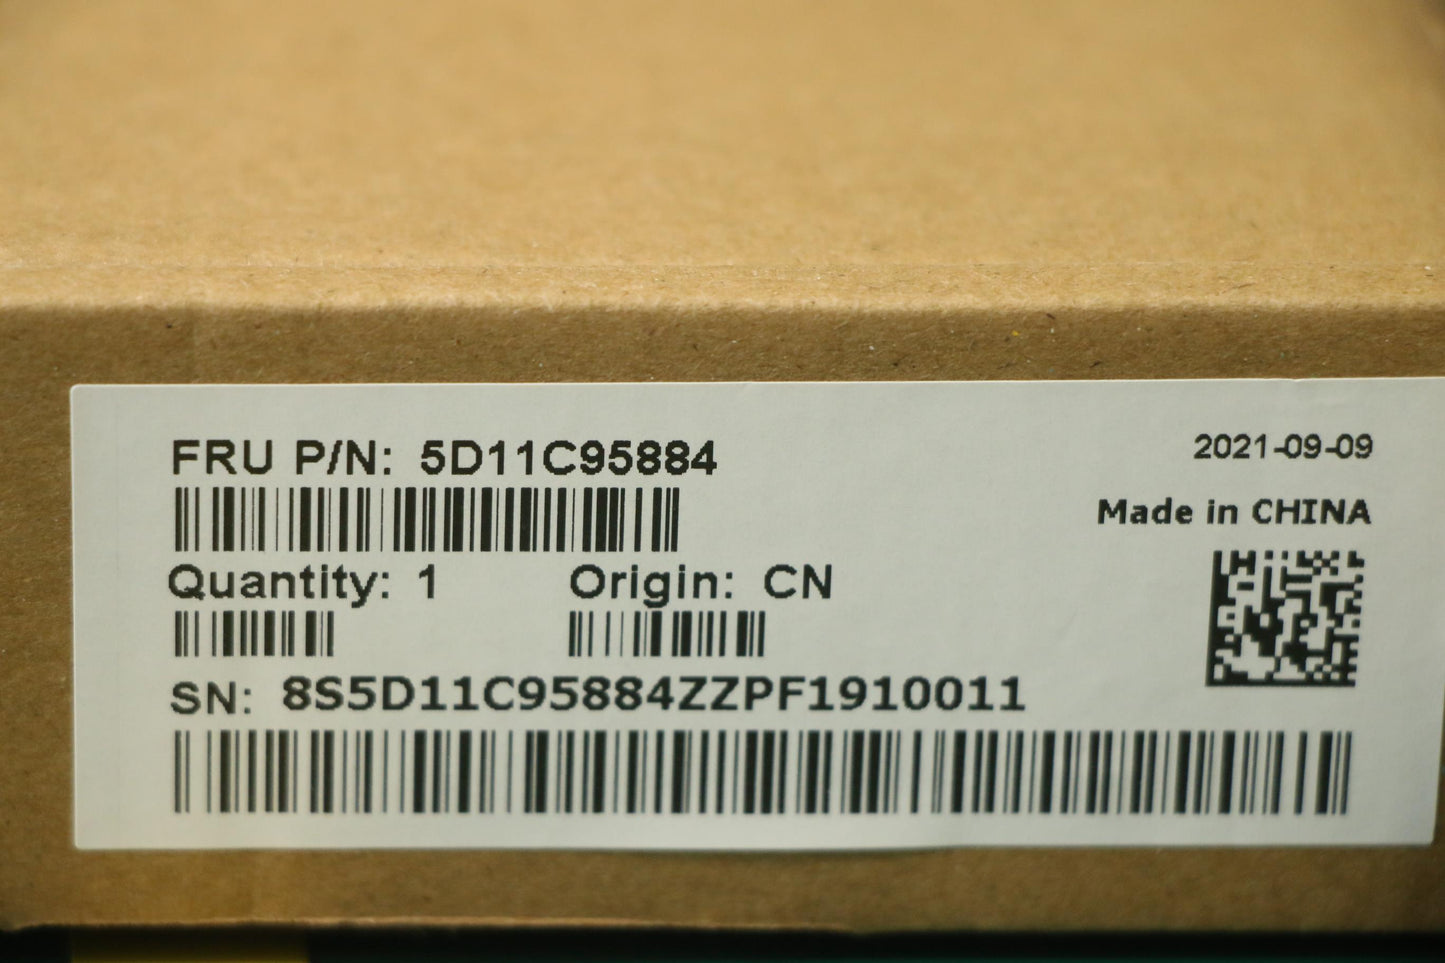 FRU P/N: 5D11C95884
2021-09-09
Made in CHINA
Quantity: 1
Origin: CN
SN: 8S5D11C95884ZZPF1910011